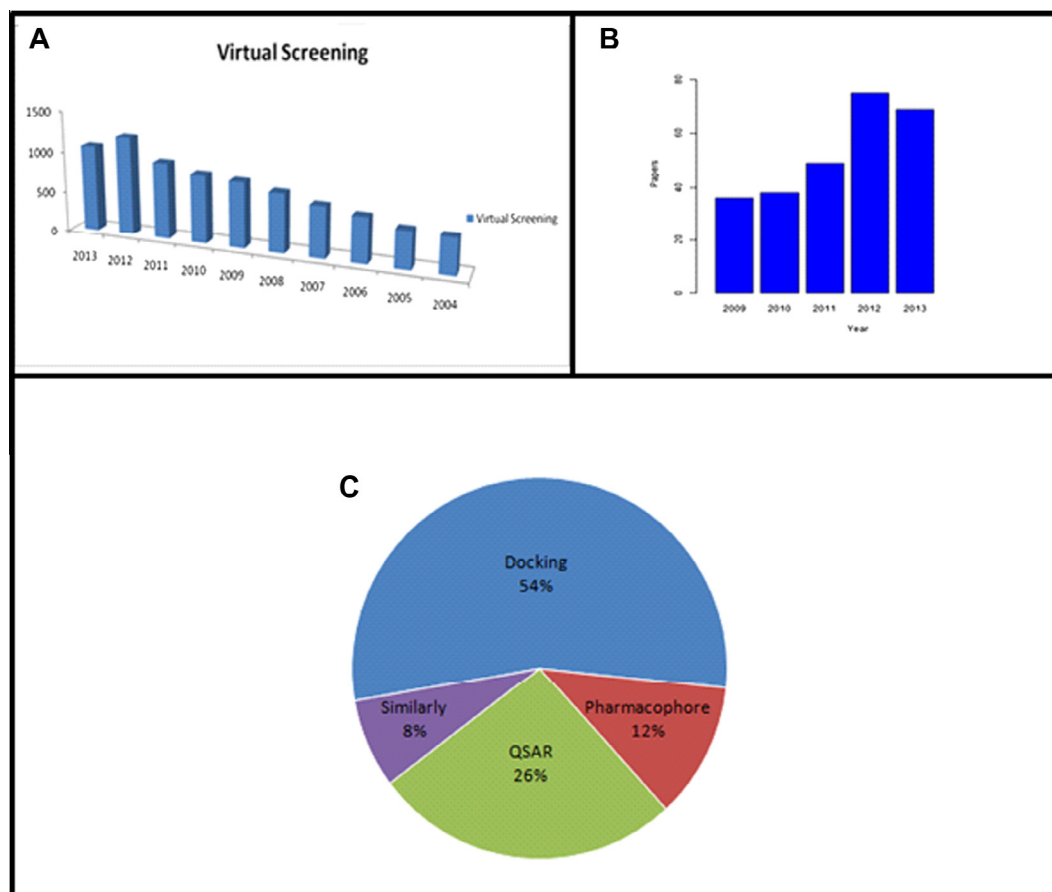 A
Virtual Screening
1500
1000
500
0
2013 2012 2011 2010 2009 2008 2007 2006 2005 2004
Virtual Screening
B
80
60
40
20
0
Papers
2009 2010 2011 2012 2013
Year
C
Docking
54%
Similarly
8%
Pharmacophore
12%
QSAR
26%